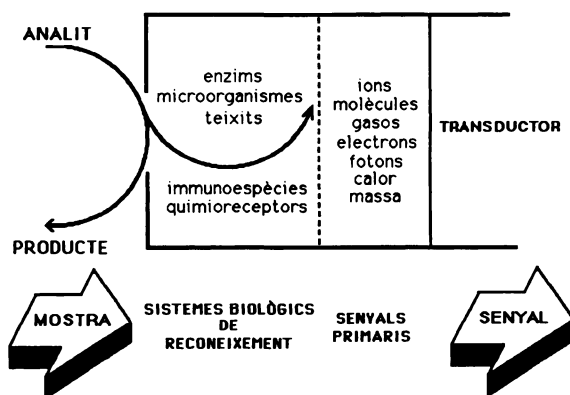 ANALIT
enzims
microorganismes
teixits
immunoespècies
quimioreceptors
ions
molècules
gasos
electrons
fotons
calor
massa
TRANSDUCTOR
PRODUCTE
MOSTRA
SISTEMES BIOLÒGICS
DE
RECONEIXEMENT
SENYALS
PRIMARIS
SENYAL